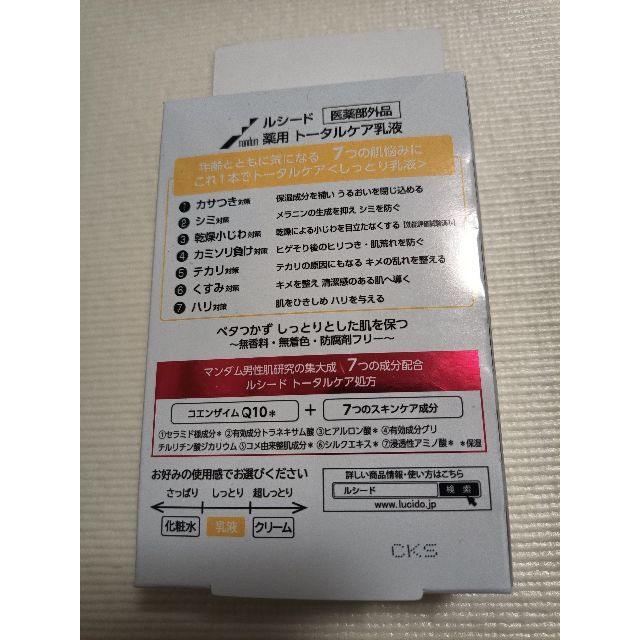 ルシード 医薬部外品
mandom 薬用 トータルケア乳液
年齢とともに気になる 7つの肌悩みに
これ1本でトータルケア<しっとり乳液>
1 カサつき対策 保湿成分を補い うるおいを閉じ込める
2 シミ対策 メラニンの生成を抑え シミを防ぐ
3 乾燥小じわ対策 乾燥による小じわを目立たなくする【効能評価試験済み】
4 カミソリ負け対策 ヒゲそり後のヒリつき・肌荒れを防ぐ
5 テカリ対策 テカリの原因にもなる キメの乱れを整える
6 くすみ対策 キメを整え 清潔感のある肌へ導く
7 ハリ対策 肌をひきしめ ハリを与える
ベタつかず しっとりとした肌を保つ
～無香料・無着色・防腐剤フリー～
マンダム男性肌研究の集大成 7つの成分配合
ルシード トータルケア処方
コエンザイムQ10* + 7つのスキンケア成分
①セラミド様成分* ②有効成分トラネキサム酸 ③ヒアルロン酸* ④有効成分グリ
チルリチン酸ジカリウム ⑤コメ由来整肌成分* ⑥シルクエキス* ⑦浸透性アミノ酸* *保湿
お好みの使用感でお選びください
さっぱり しっとり 超しっとり
化粧水 乳液 クリーム
詳しい商品情報・使い方はこちら
ルシード 検索
www.lucido.jp
CKS